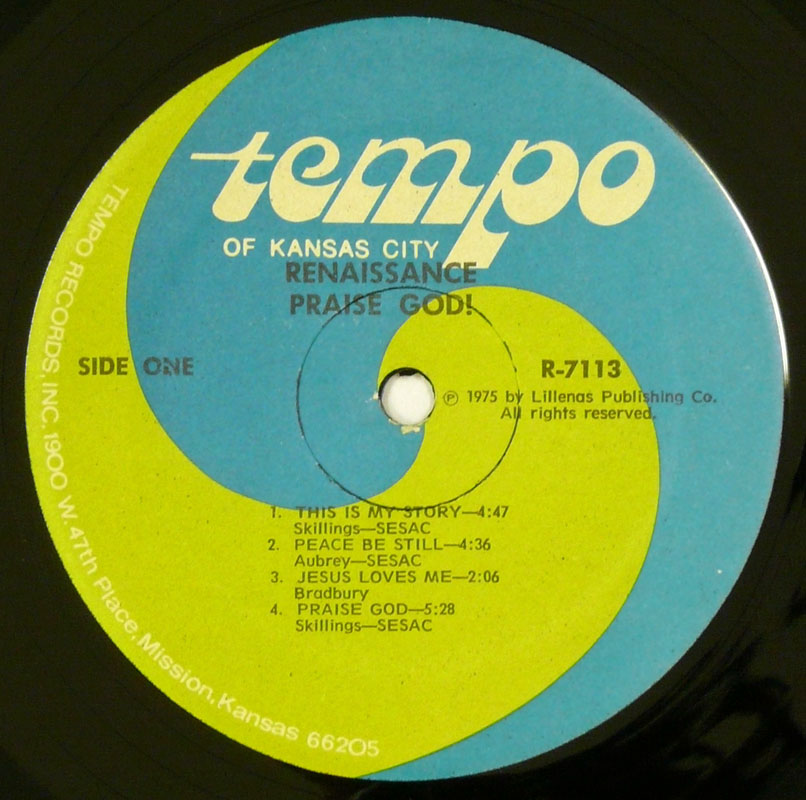 tempo
OF KANSAS CITY
RENAISSANCE
PRAISE GOD!
SIDE ONE
R-7113
℗ 1975 by Lillenas Publishing Co.
All rights reserved.
1. THIS IS MY STORY—4:47
Skillings—SESAC
2. PEACE BE STILL—4:36
Aubrey—SESAC
3. JESUS LOVES ME—2:06
Bradbury
4. PRAISE GOD—5:28
Skillings—SESAC
TEMPO RECORDS, INC. 1900 W. 47th Place, Mission, Kansas 66205